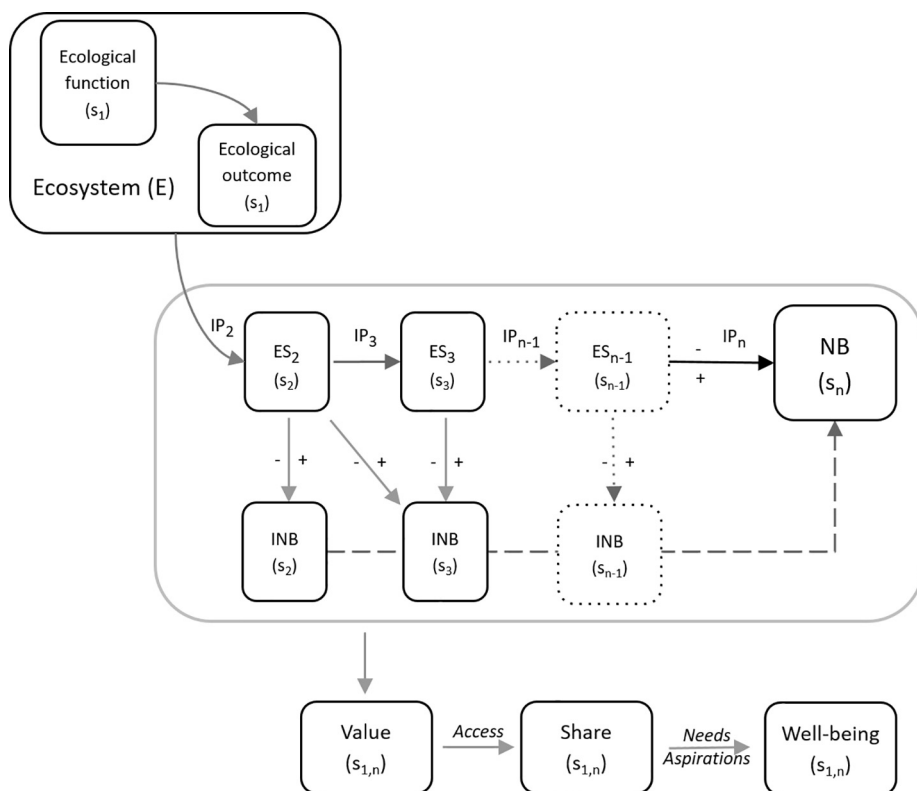 Ecological
function
(s₁)
Ecological
outcome
(s₁)
Ecosystem (E)
IP₂
ES₂
(s₂)
IP₃
ES₃
(s₃)
IPₙ₋₁
ESₙ₋₁
(sₙ₋₁)
- IPₙ
+
NB
(sₙ)
- +
- +
- +
- +
INB
(s₂)
INB
(s₃)
INB
(sₙ₋₁)
Value
(s₁,ₙ)
Access
Share
(s₁,ₙ)
Needs
Aspirations
Well-being
(s₁,ₙ)